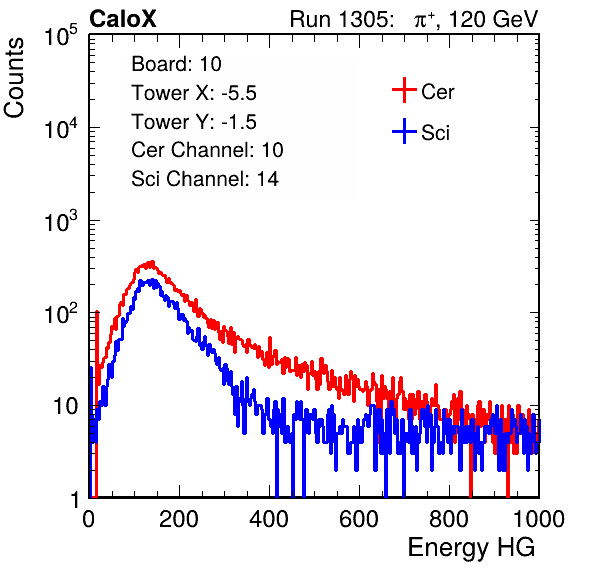 CaloX Run 1305: π⁺, 120 GeV
Counts
10⁵
10⁴
10³
10²
10
1
Board: 10
Tower X: -5.5
Tower Y: -1.5
Cer Channel: 10
Sci Channel: 14
Cer
Sci
0 200 400 600 800 1000
Energy HG